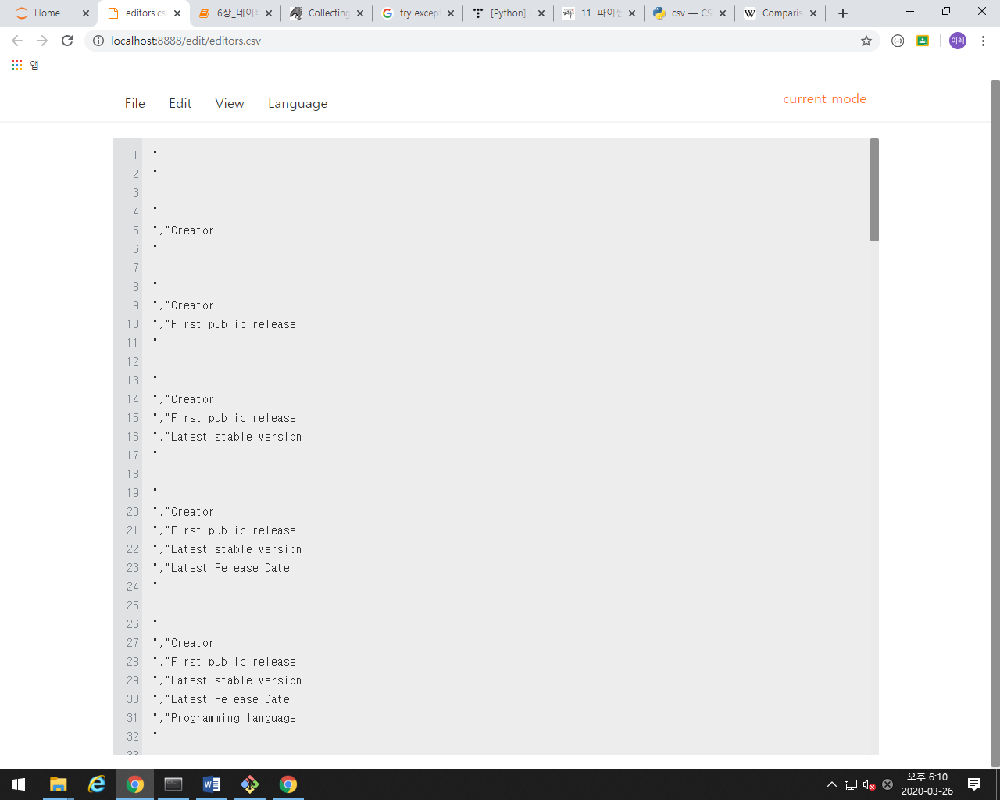 Home
editors.cs
6장_데이터
Collecting
try except
[Python]
11. 파이썬
csv — CS
Comparis
localhost:8888/edit/editors.csv
이레
앱
File Edit View Language current mode
1 "
2 "
3
4 "
5 ","Creator
6 "
7
8 "
9 ","Creator
10 ","First public release
11 "
12
13 "
14 ","Creator
15 ","First public release
16 ","Latest stable version
17 "
18
19 "
20 ","Creator
21 ","First public release
22 ","Latest stable version
23 ","Latest Release Date
24 "
25
26 "
27 ","Creator
28 ","First public release
29 ","Latest stable version
30 ","Latest Release Date
31 ","Programming language
32 "
33
오후 6:10
2020-03-26